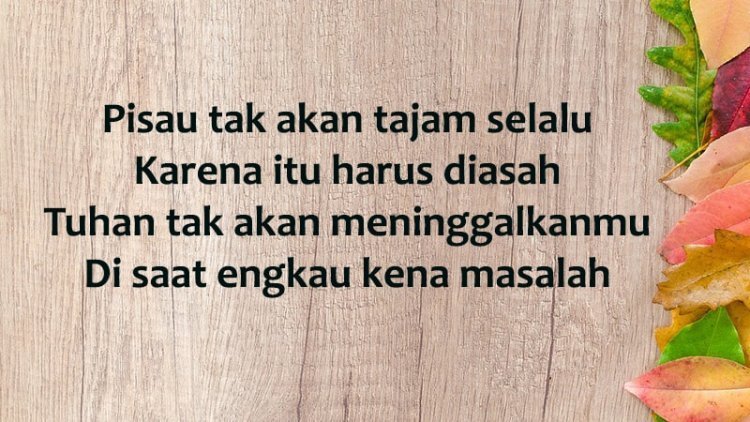 Pisau tak akan tajam selalu
Karena itu harus diasah
Tuhan tak akan meninggalkanmu
Di saat engkau kena masalah